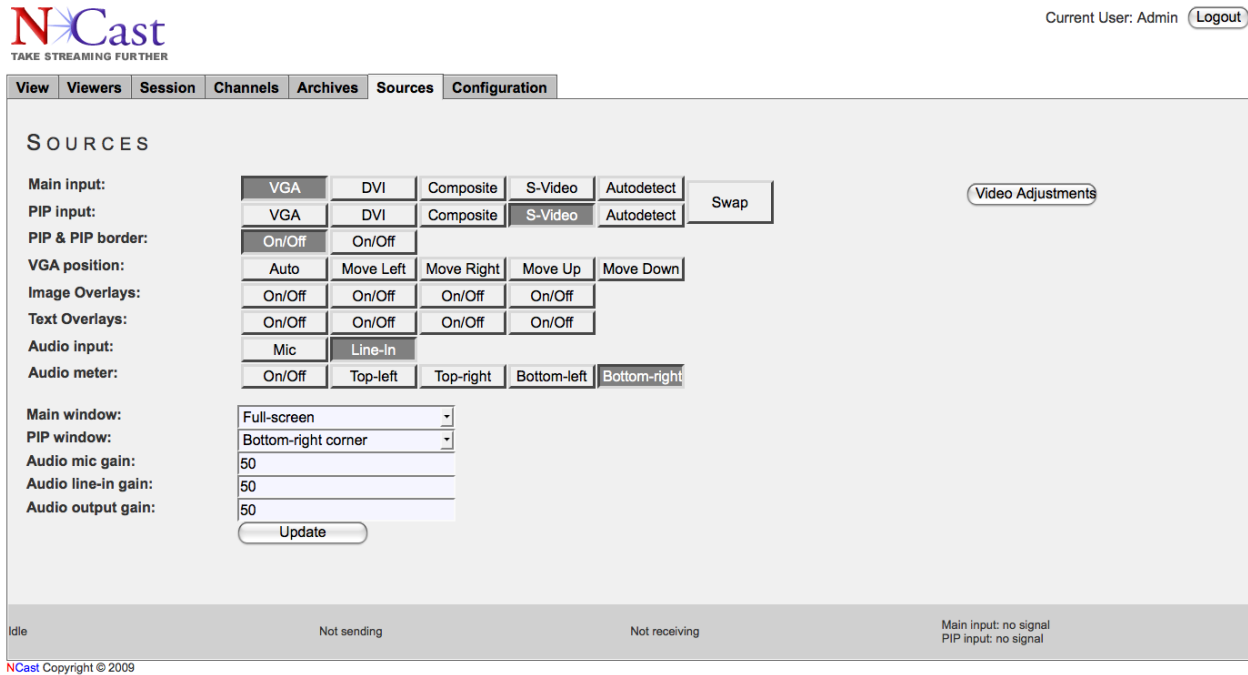 NCast
TAKE STREAMING FURTHER
Current User: Admin Logout
View Viewers Session Channels Archives Sources Configuration
SOURCES
Main input: VGA DVI Composite S-Video Autodetect
Swap
Video Adjustments
PIP input: VGA DVI Composite S-Video Autodetect
PIP & PIP border: On/Off On/Off
VGA position: Auto Move Left Move Right Move Up Move Down
Image Overlays: On/Off On/Off On/Off On/Off
Text Overlays: On/Off On/Off On/Off On/Off
Audio input: Mic Line-In
Audio meter: On/Off Top-left Top-right Bottom-left Bottom-right
Main window: Full-screen
PIP window: Bottom-right corner
Audio mic gain: 50
Audio line-in gain: 50
Audio output gain: 50
Update
Idle Not sending Not receiving Main input: no signal
PIP input: no signal
NCast Copyright © 2009